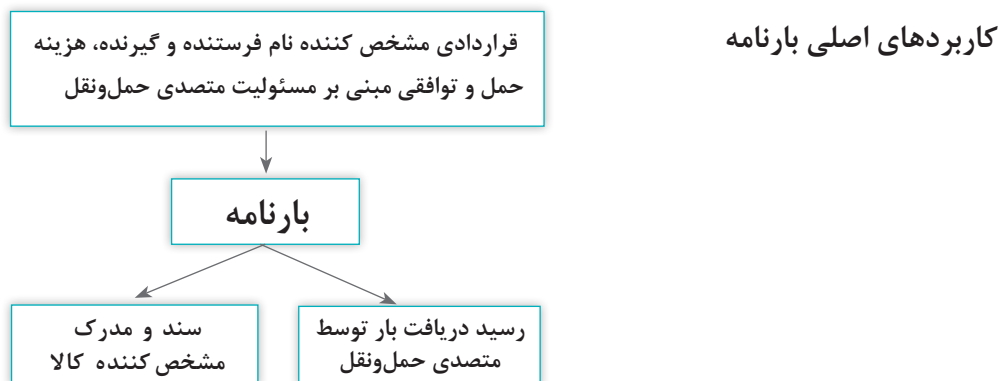 کاربردهای اصلی بارنامه
قراردادی مشخص کننده نام فرستنده و گیرنده، هزینه
حمل و توافقی مبنی بر مسئولیت متصدی حمل‌ونقل
بارنامه
رسید دریافت بار توسط
متصدی حمل‌ونقل
سند و مدرک
مشخص کننده کالا